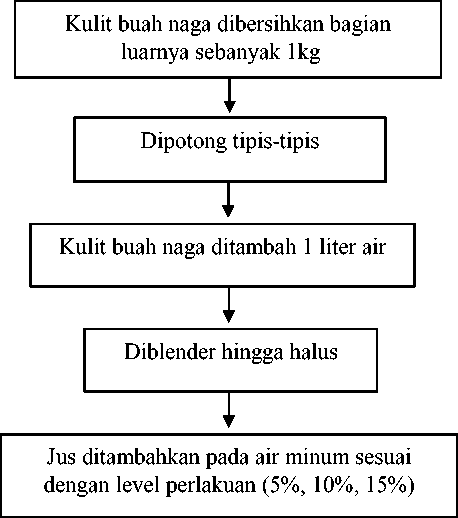 Kulit buah naga dibersihkan bagian
luarnya sebanyak 1kg
Dipotong tipis-tipis
Kulit buah naga ditambah 1 liter air
Diblender hingga halus
Jus ditambahkan pada air minum sesuai
dengan level perlakuan (5%, 10%, 15%)